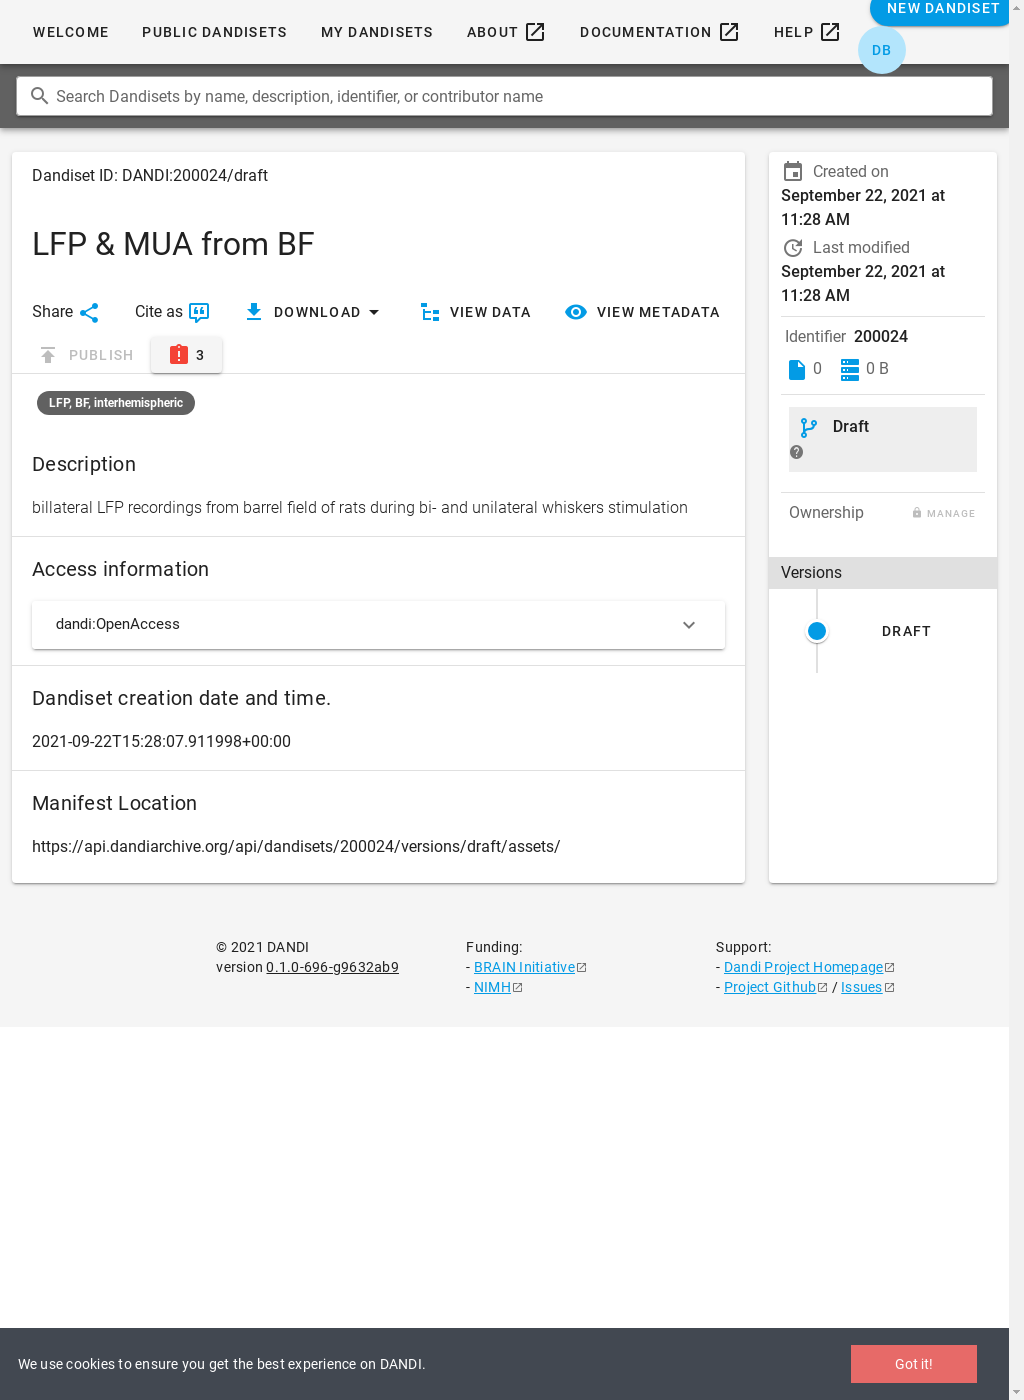 WELCOME
PUBLIC DANDISETS
MY DANDISETS
ABOUT
DOCUMENTATION
HELP
NEW DANDISET
DB
Search Dandisets by name, description, identifier, or contributor name
Dandiset ID: DANDI:200024/draft
LFP & MUA from BF
Share
Cite as
DOWNLOAD
VIEW DATA
VIEW METADATA
PUBLISH
3
LFP, BF, interhemispheric
Description
billateral LFP recordings from barrel field of rats during bi- and unilateral whiskers stimulation
Access information
dandi:OpenAccess
Dandiset creation date and time.
2021-09-22T15:28:07.911998+00:00
Manifest Location
https://api.dandiarchive.org/api/dandisets/200024/versions/draft/assets/
Created on
September 22, 2021 at
11:28 AM
Last modified
September 22, 2021 at
11:28 AM
Identifier 200024
0
0 B
Draft
Ownership
MANAGE
Versions
DRAFT
© 2021 DANDI
version 0.1.0-696-g9632ab9
Funding:
- BRAIN Initiative
- NIMH
Support:
- Dandi Project Homepage
- Project Github / Issues
We use cookies to ensure you get the best experience on DANDI.
Got it!